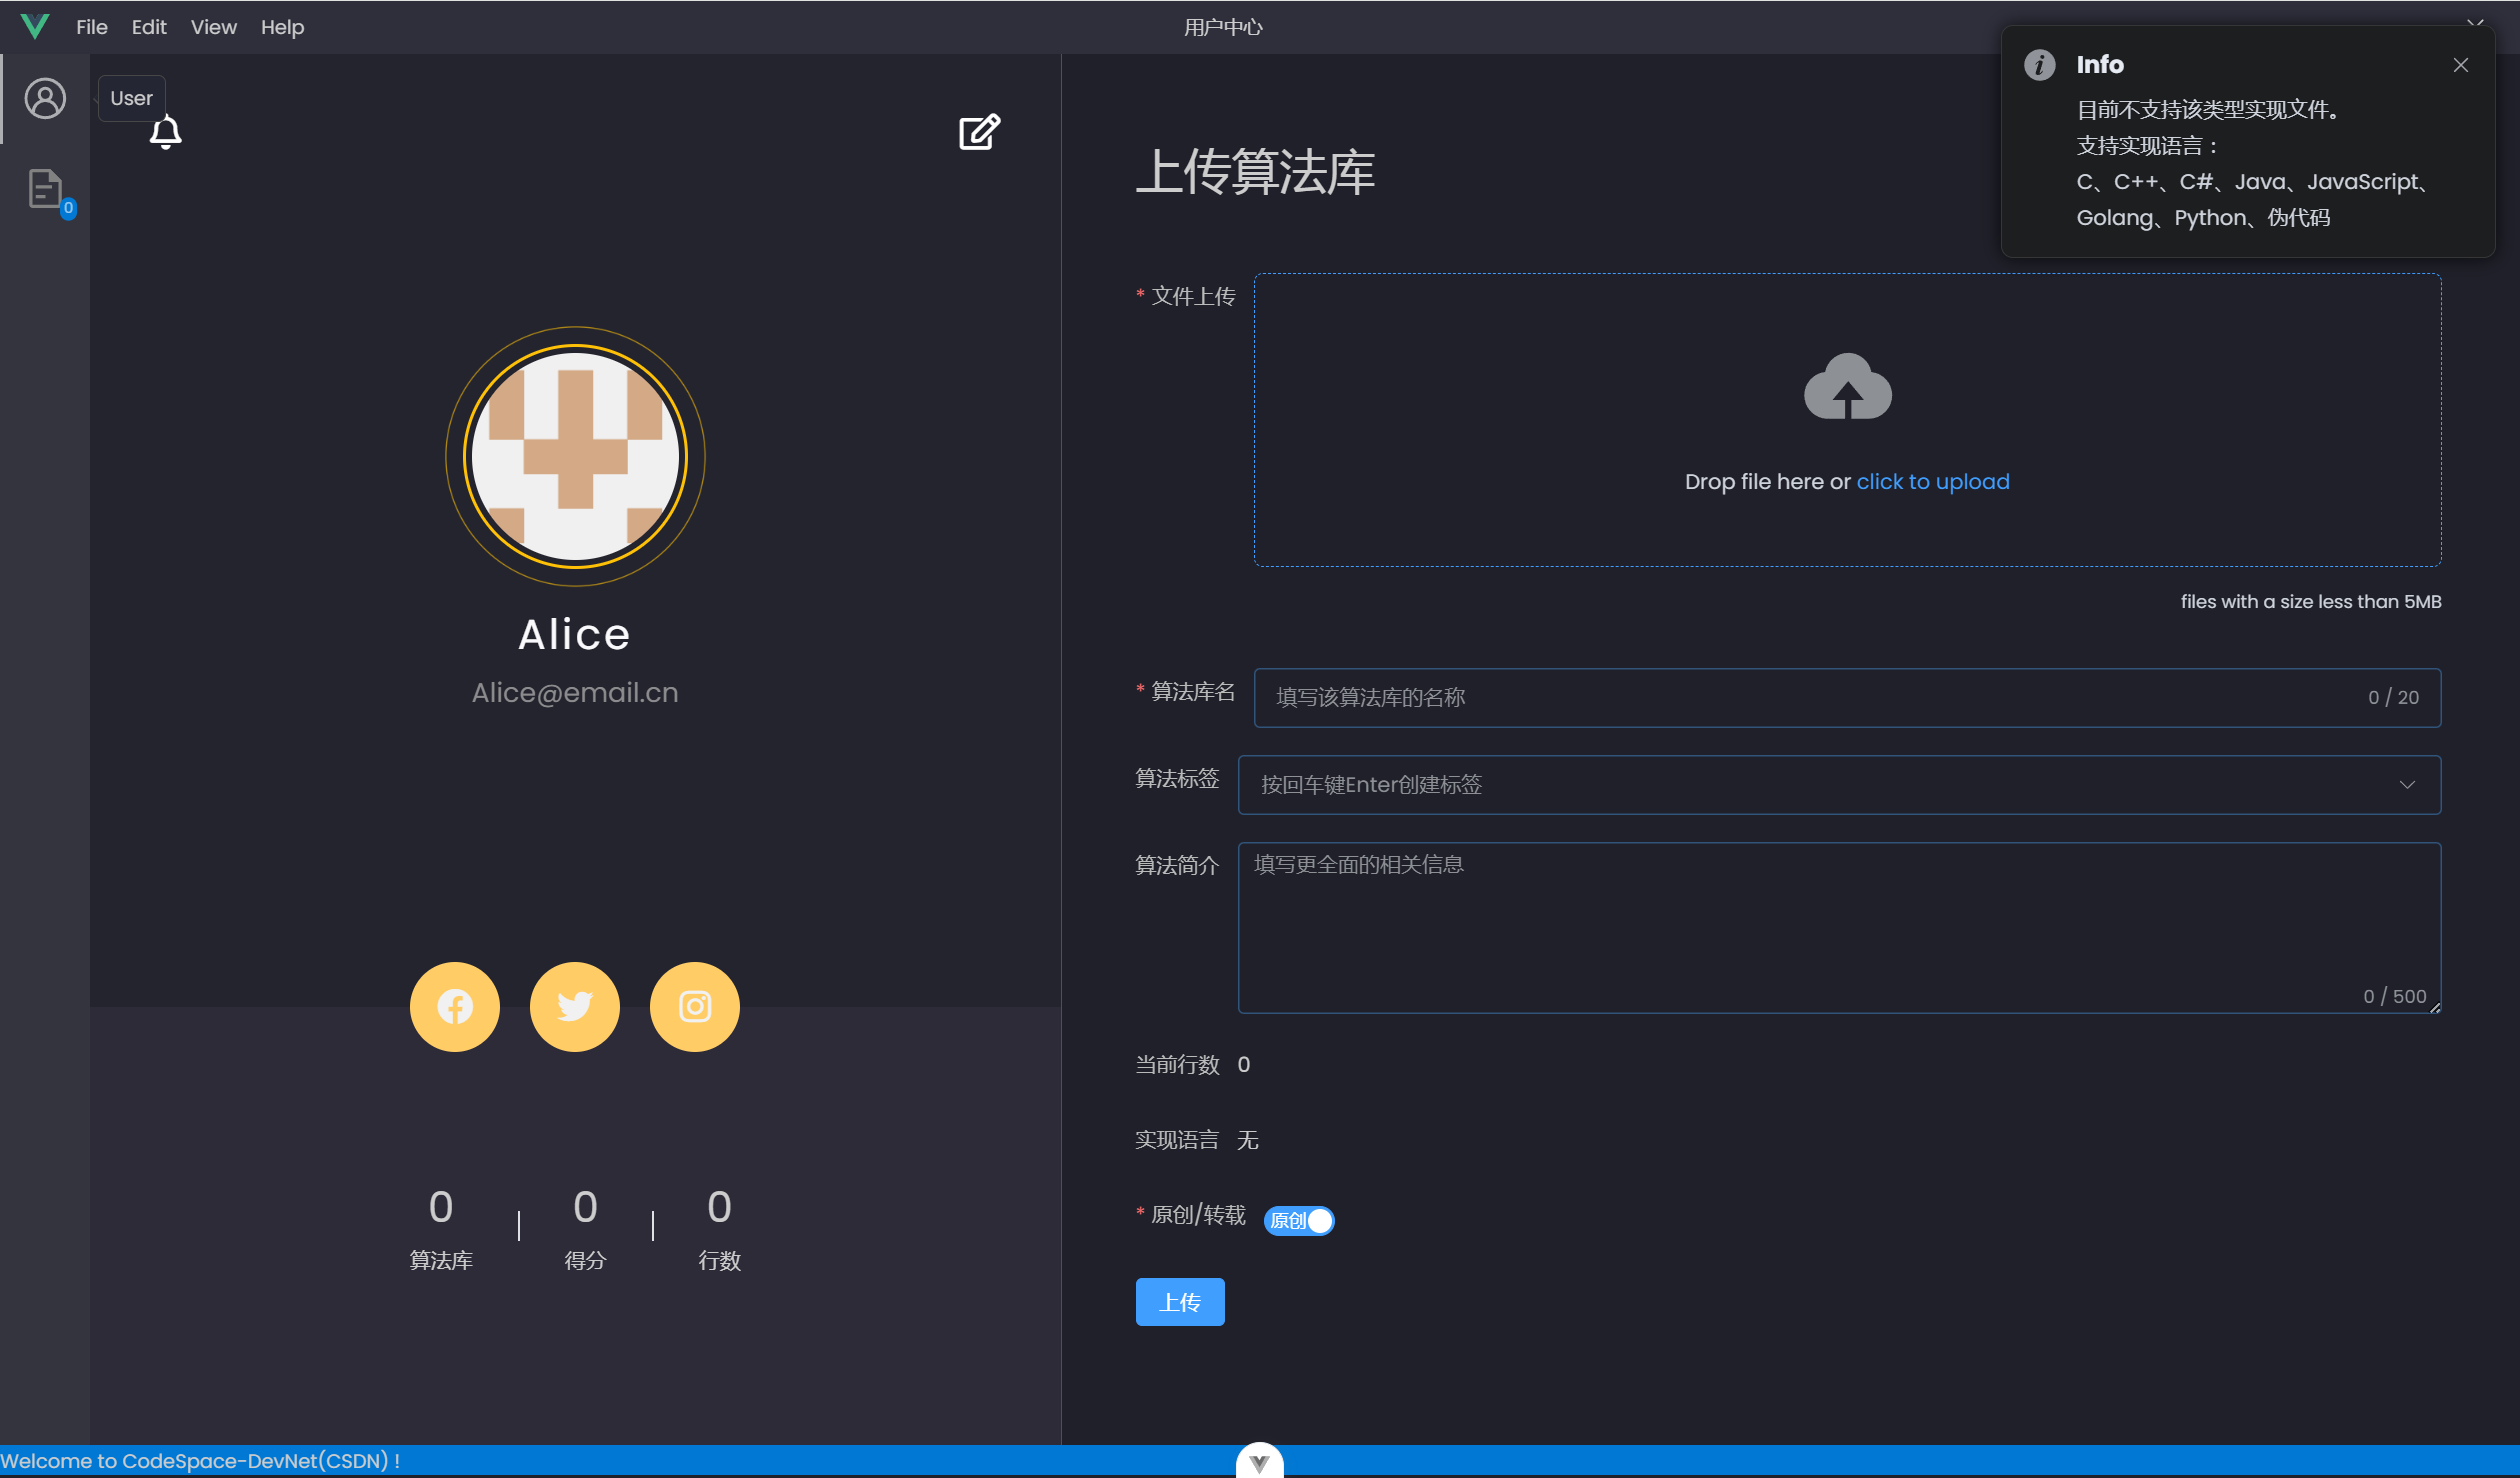 File Edit View Help
用户中心
User
0
Info
目前不支持该类型实现文件。
支持实现语言：
C、C++、C#、Java、JavaScript、
Golang、Python、伪代码
Alice
Alice@email.cn
0 0 0
算法库 得分 行数
上传算法库
* 文件上传
Drop file here or click to upload
files with a size less than 5MB
* 算法库名 填写该算法库的名称 0 / 20
算法标签 按回车键Enter创建标签
算法简介 填写更全面的相关信息
0 / 500
当前行数 0
实现语言 无
* 原创/转载 原创
上传
Welcome to CodeSpace-DevNet(CSDN) !